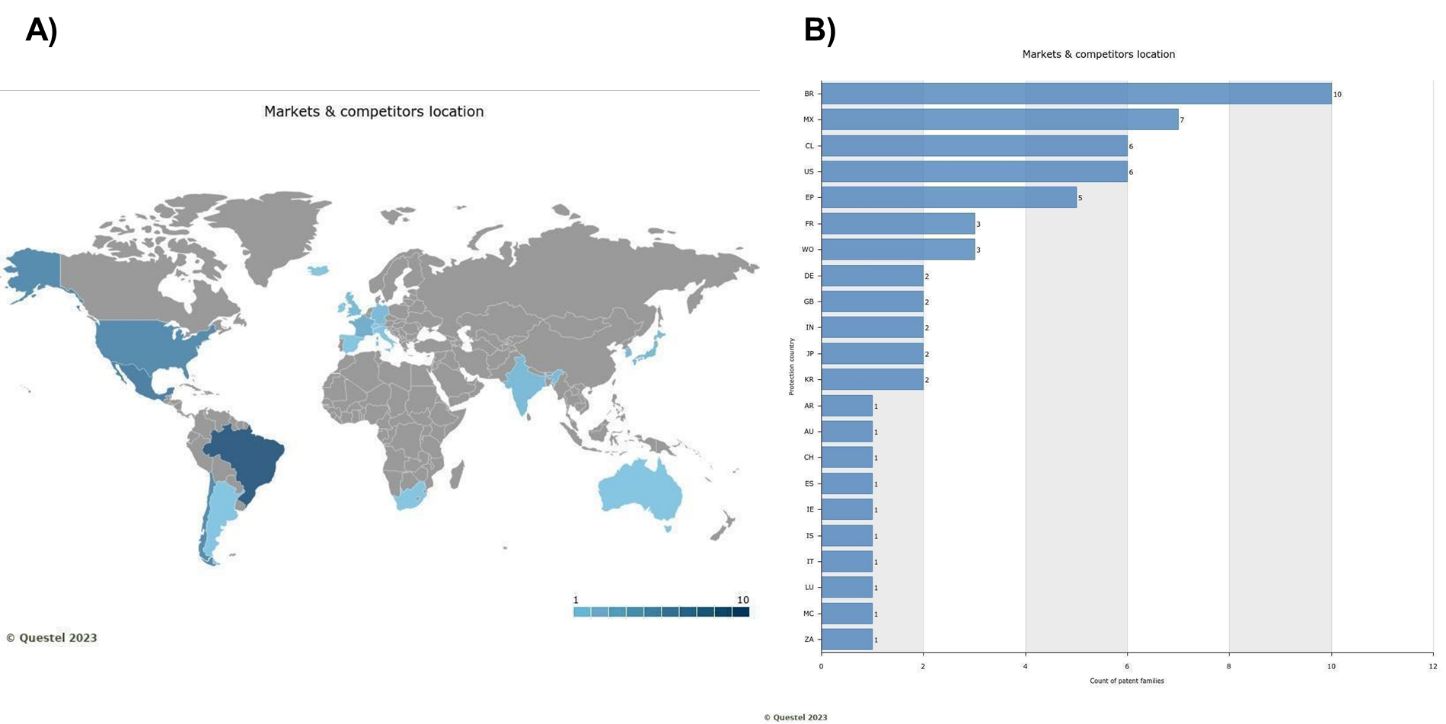 A)
Markets & competitors location
1 10
© Questel 2023
B)
Markets & competitors location
Protection country
BR 10
MX 7
CL 6
US 6
EP 5
FR 3
WO 3
DE 2
GB 2
IN 2
JP 2
KR 2
AR 1
AU 1
CH 1
ES 1
IE 1
IS 1
IT 1
LU 1
MC 1
ZA 1
0 2 4 6 8 10 12
Count of patent families
© Questel 2023